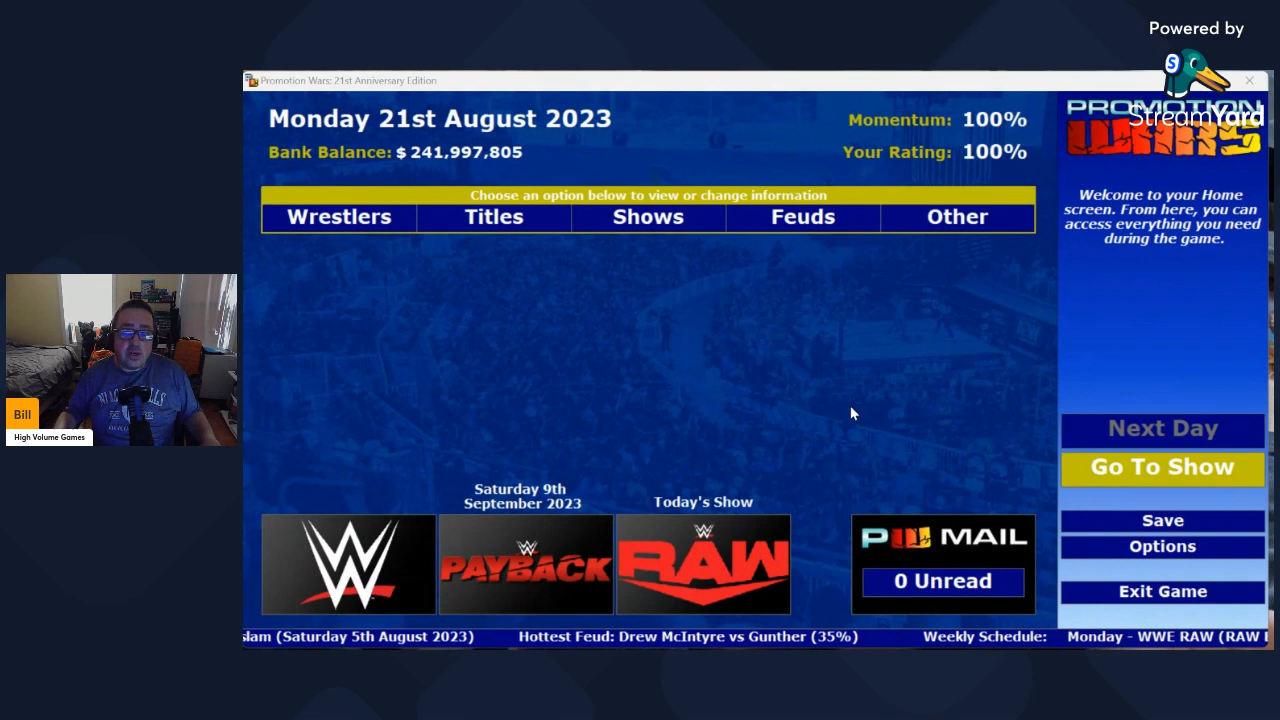 Powered by
StreamYard
Promotion Wars: 21st Anniversary Edition
Monday 21st August 2023
Bank Balance: $ 241,997,805
Momentum: 100%
Your Rating: 100%
PROMOTION
WARS
Choose an option below to view or change information
Wrestlers Titles Shows Feuds Other
Welcome to your Home
screen. From here, you can
access everything you need
during the game.
Bill
High Volume Games
Next Day
Go To Show
Saturday 9th
September 2023
Today's Show
W
PAYBACK
W
RAW
PW MAIL
0 Unread
Save
Options
Exit Game
slam (Saturday 5th August 2023) Hottest Feud: Drew McIntyre vs Gunther (35%) Weekly Schedule: Monday - WWE RAW (RAW